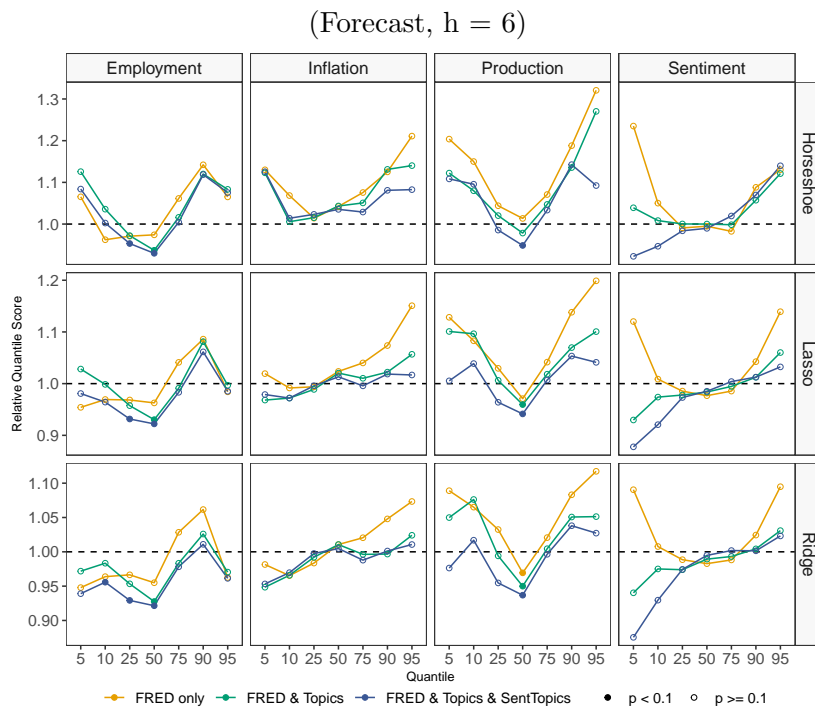 (Forecast, h = 6)
Employment Inflation Production Sentiment
1.3
1.2
1.1
1.0
Horseshoe
1.2
1.1
1.0
0.9
Lasso
1.10
1.05
1.00
0.95
0.90
Ridge
Relative Quantile Score
5 10 25 50 75 90 95 5 10 25 50 75 90 95 5 10 25 50 75 90 95 5 10 25 50 75 90 95
Quantile
FRED only FRED & Topics FRED & Topics & SentTopics p < 0.1 p >= 0.1